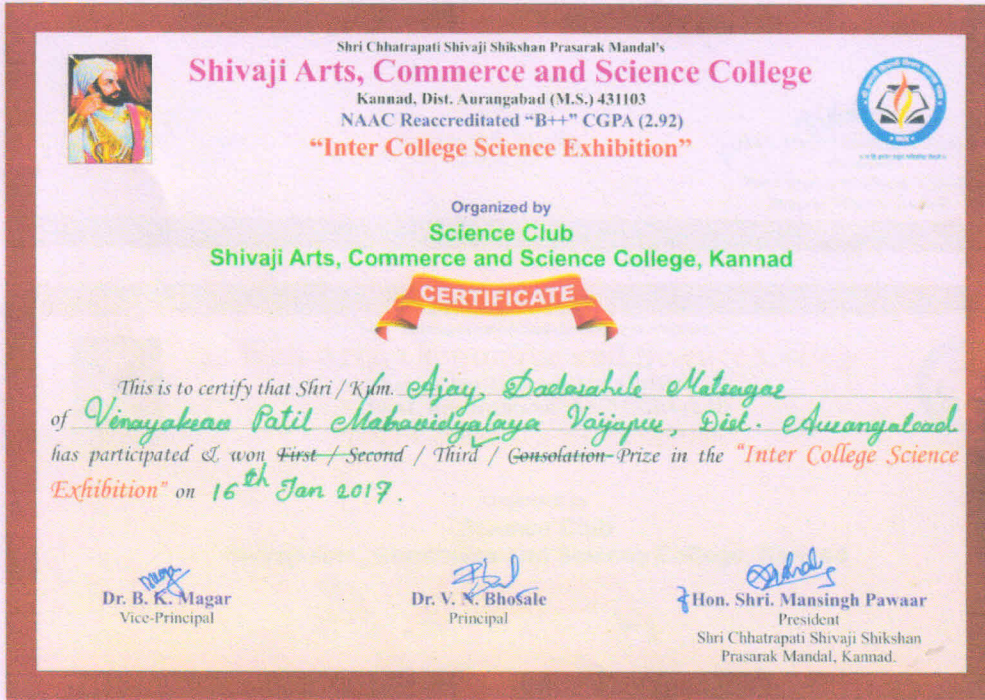 Shri Chhatrapati Shivaji Shikshan Prasarak Mandal's
Shivaji Arts, Commerce and Science College
Kannad, Dist. Aurangabad (M.S.) 431103
NAAC Reaccreditated “B++” CGPA (2.92)
“Inter College Science Exhibition”
Organized by
Science Club
Shivaji Arts, Commerce and Science College, Kannad
CERTIFICATE
This is to certify that Shri / Kum. Ajay Dadasaheb Matsagar
of Vinayakrao Patil Mahavidyalaya Vaijapur, Dist. Aurangabad
has participated & won First / Second / Third / Consolation Prize in the “Inter College Science
Exhibition” on 16th Jan 2017.
Dr. B. K. Magar
Vice-Principal
Dr. V. N. Bhosale
Principal
Hon. Shri. Mansingh Pawaar
President
Shri Chhatrapati Shivaji Shikshan
Prasarak Mandal, Kannad.